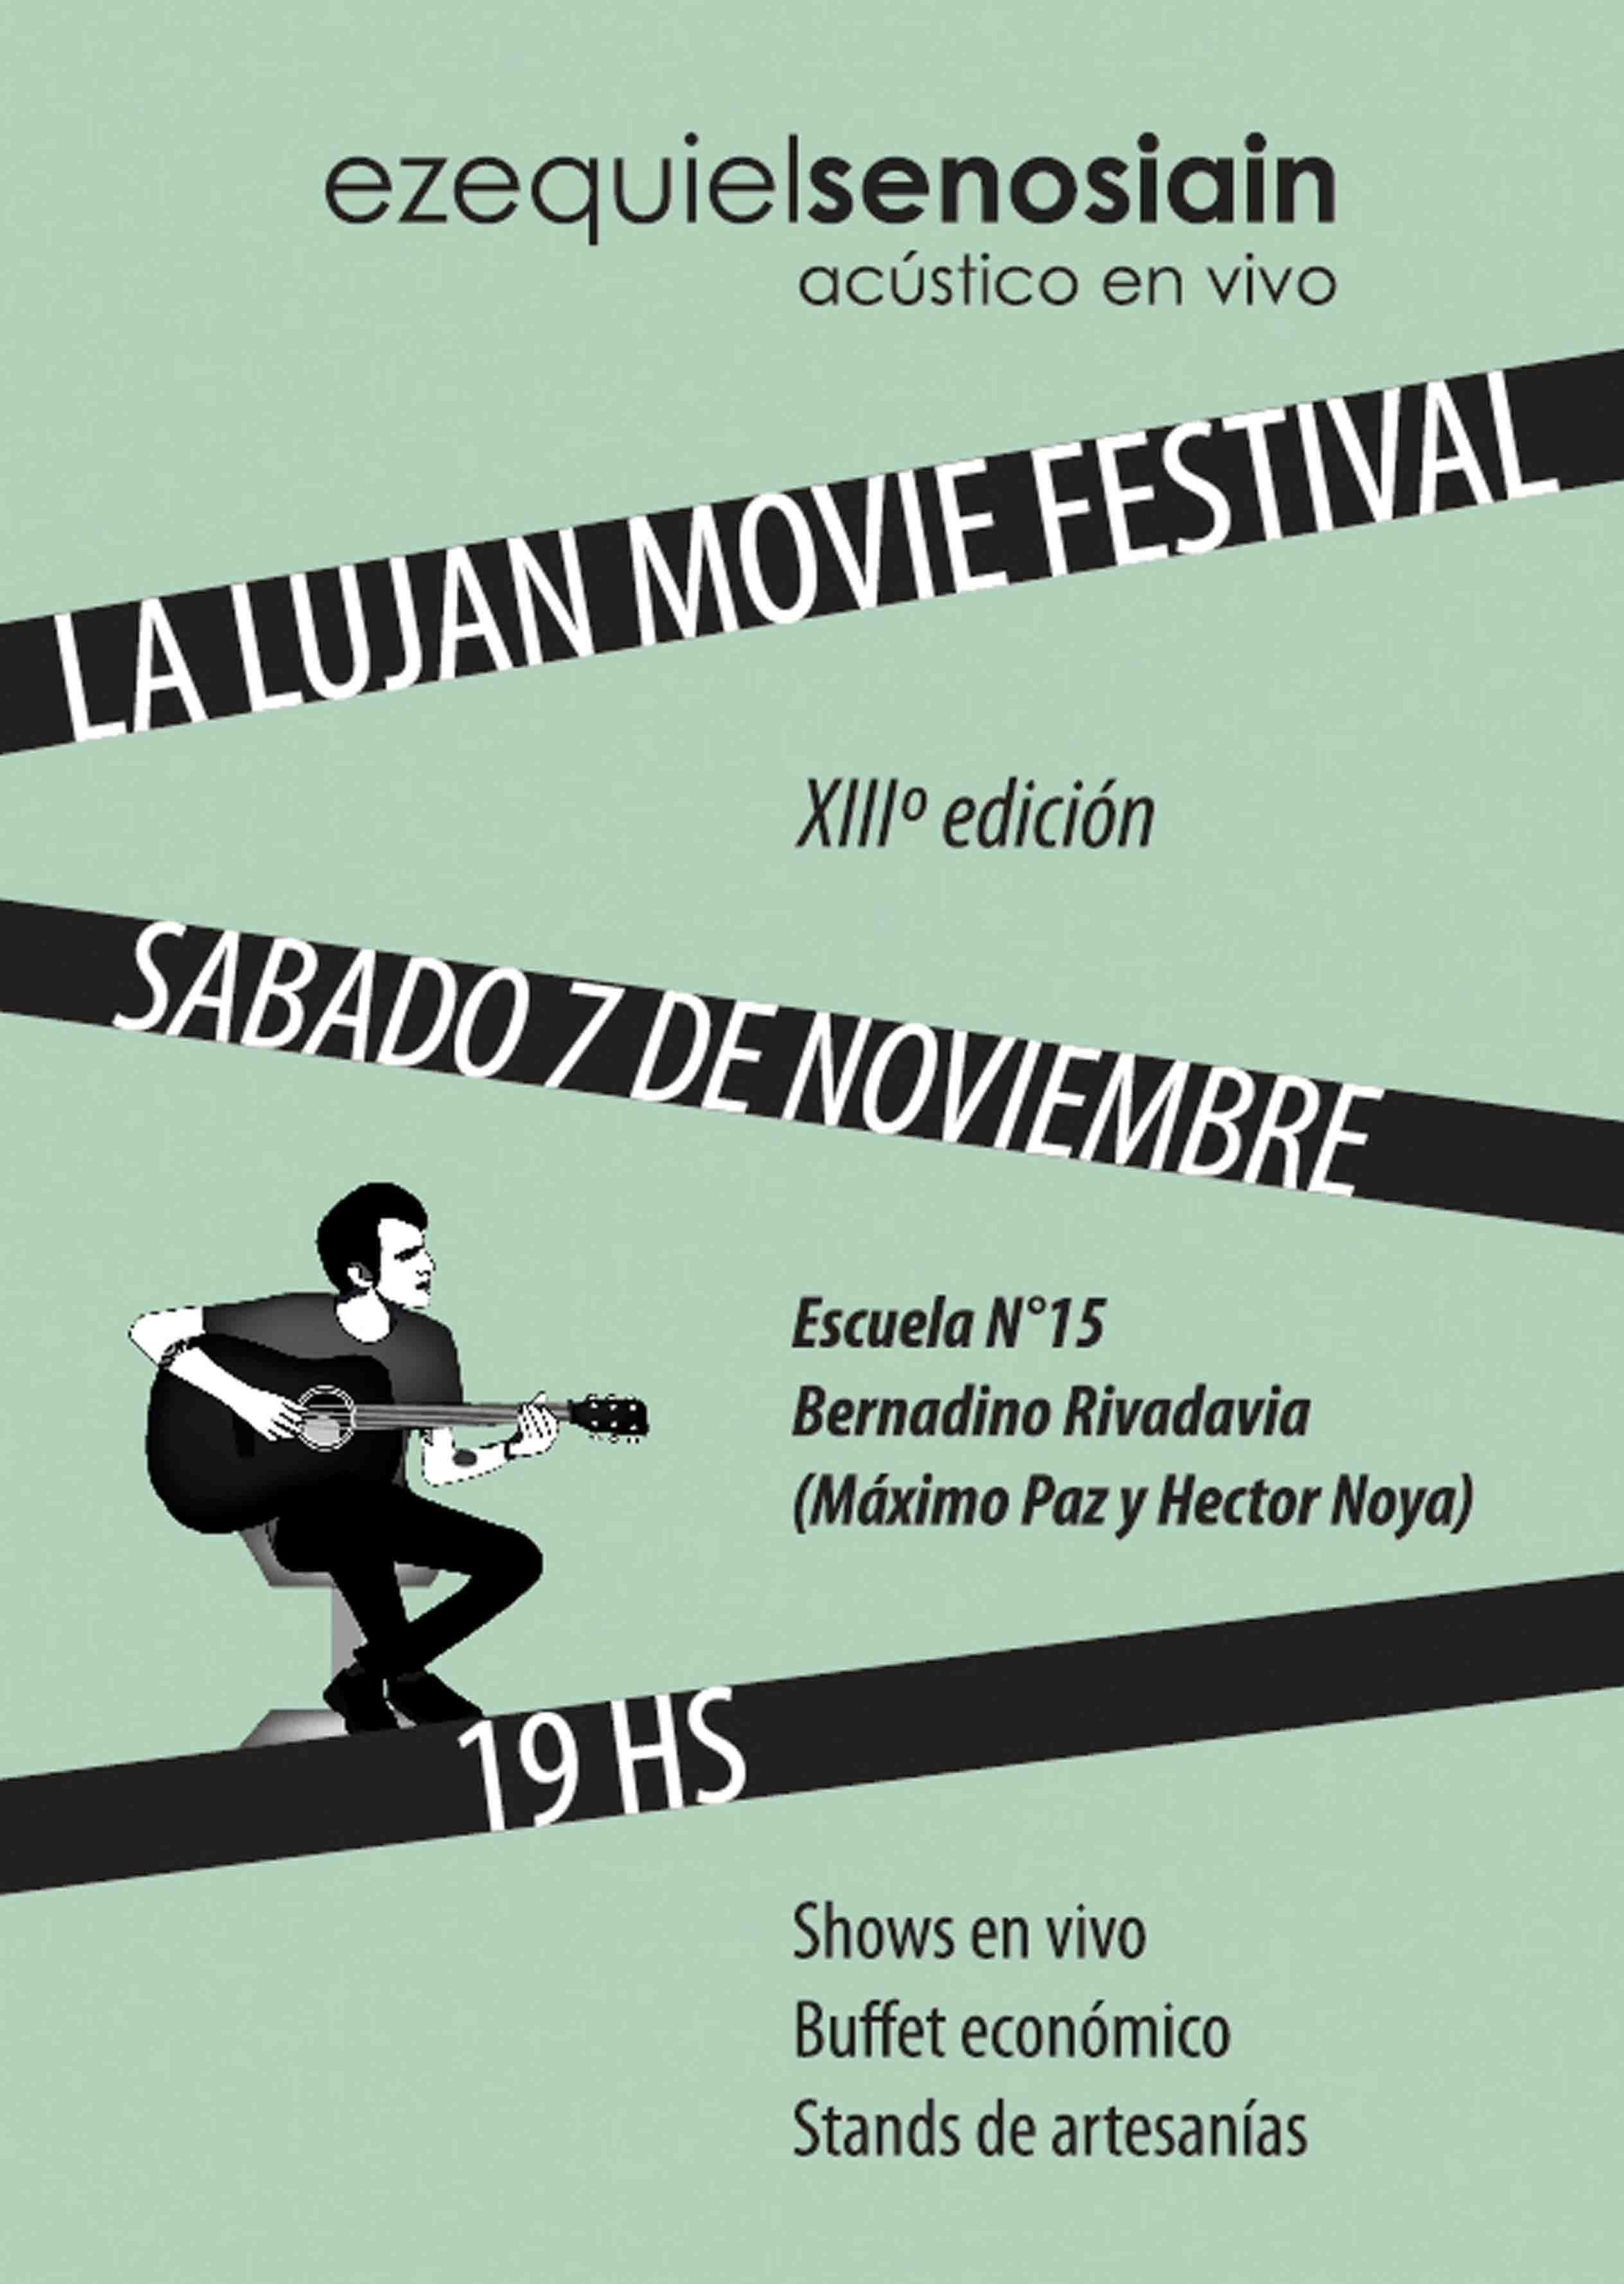 ezequielsenosiain
acústico en vivo
LA LUJAN MOVIE FESTIVAL
XIIIº edición
SABADO 7 DE NOVIEMBRE
Escuela N°15
Bernadino Rivadavia
(Máximo Paz y Hector Noya)
19 HS
Shows en vivo
Buffet económico
Stands de artesanías